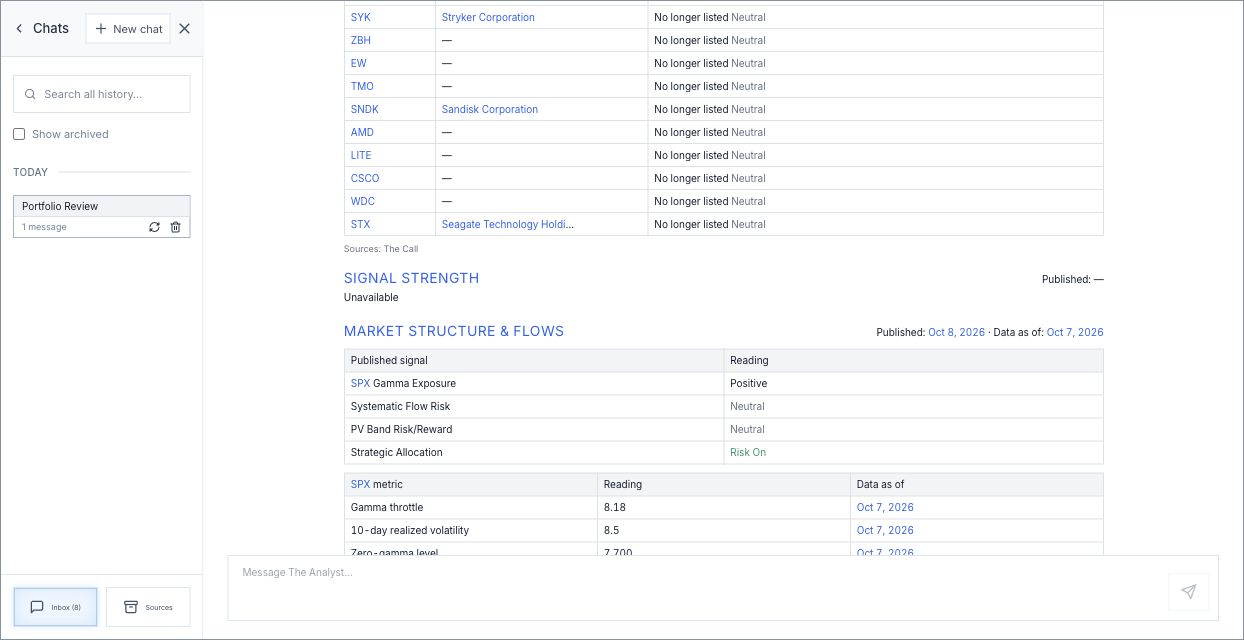 Chats
New chat
Search all history...
Show archived
TODAY
Portfolio Review
1 message
Inbox (8)
Sources
SYK Stryker Corporation No longer listed Neutral
ZBH — No longer listed Neutral
EW — No longer listed Neutral
TMO — No longer listed Neutral
SNDK Sandisk Corporation No longer listed Neutral
AMD — No longer listed Neutral
LITE — No longer listed Neutral
CSCO — No longer listed Neutral
WDC — No longer listed Neutral
STX Seagate Technology Holdi... No longer listed Neutral
Sources: The Call
SIGNAL STRENGTH Published: —
Unavailable
MARKET STRUCTURE & FLOWS Published: Oct 8, 2026 · Data as of: Oct 7, 2026
Published signal Reading
SPX Gamma Exposure Positive
Systematic Flow Risk Neutral
PV Band Risk/Reward Neutral
Strategic Allocation Risk On
SPX metric Reading Data as of
Gamma throttle 8.18 Oct 7, 2026
10-day realized volatility 8.5 Oct 7, 2026
Zero-gamma level 7,700 Oct 7, 2026
Message The Analyst...